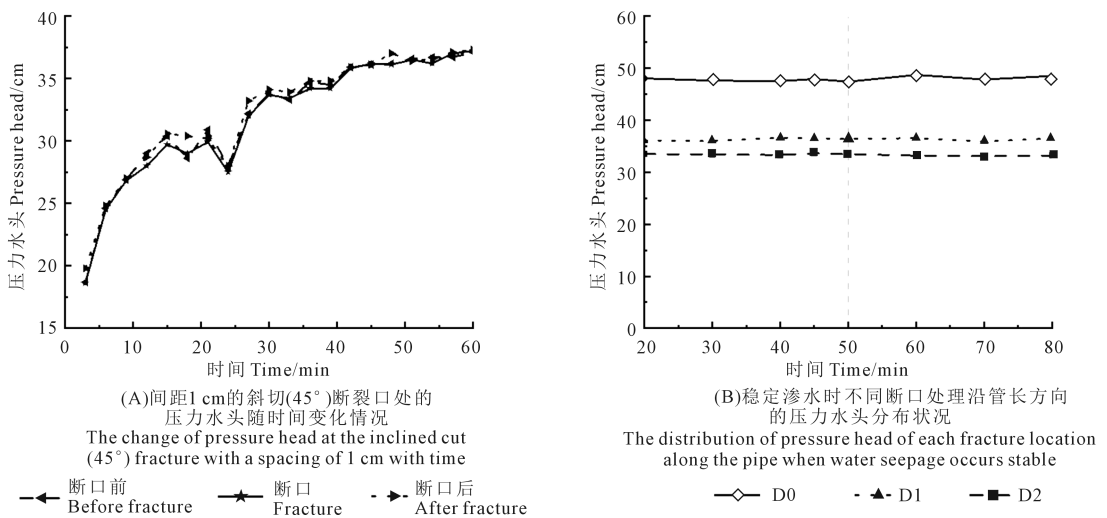 40
35
30
25
20
15
压力水头 Pressure head/cm
0 10 20 30 40 50 60
时间 Time/min
(A)间距1 cm的斜切(45°)断裂口处的
压力水头随时间变化情况
The change of pressure head at the inclined cut
(45°) fracture with a spacing of 1 cm with time
断口前
Before fracture
断口
Fracture
断口后
After fracture
60
50
40
30
20
10
0
压力水头 Pressure head/cm
20 30 40 50 60 70 80
时间 Time/min
(B)稳定渗水时不同断口处理沿管长方向
的压力水头分布状况
The distribution of pressure head of each fracture location
along the pipe when water seepage occurs stable
D0 D1 D2